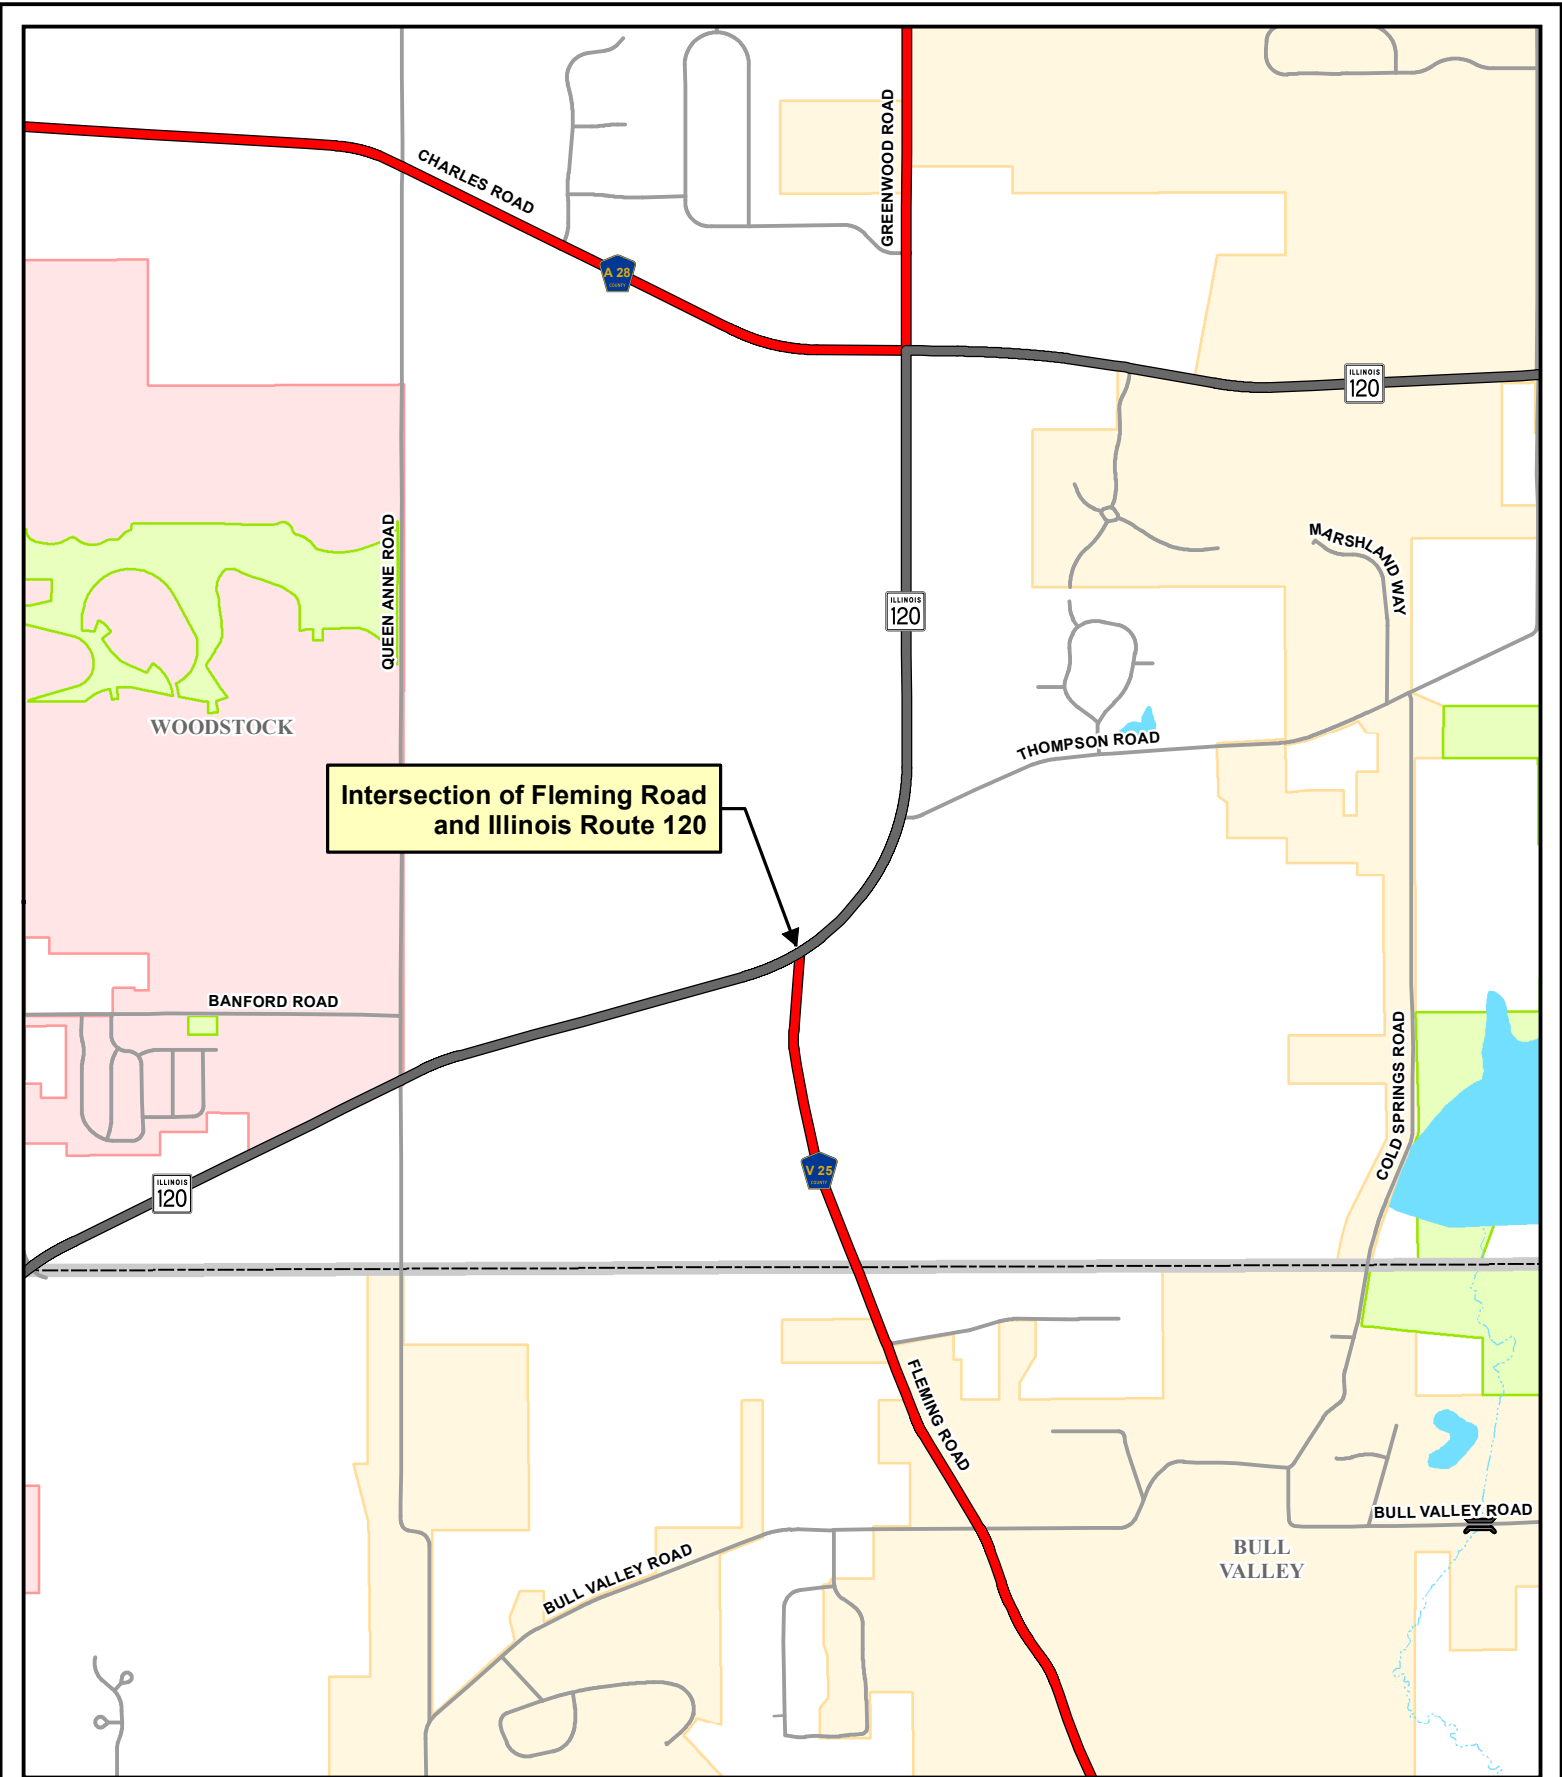 CHARLES ROAD
GREENWOOD ROAD
A 28
COUNTY
ILLINOIS
120
MARSHLAND WAY
QUEEN ANNE ROAD
ILLINOIS
120
WOODSTOCK
THOMPSON ROAD
Intersection of Fleming Road
and Illinois Route 120
BANFORD ROAD
COLD SPRINGS ROAD
V 25
COUNTY
ILLINOIS
120
FLEMING ROAD
BULL VALLEY ROAD
BULL
VALLEY
BULL VALLEY ROAD